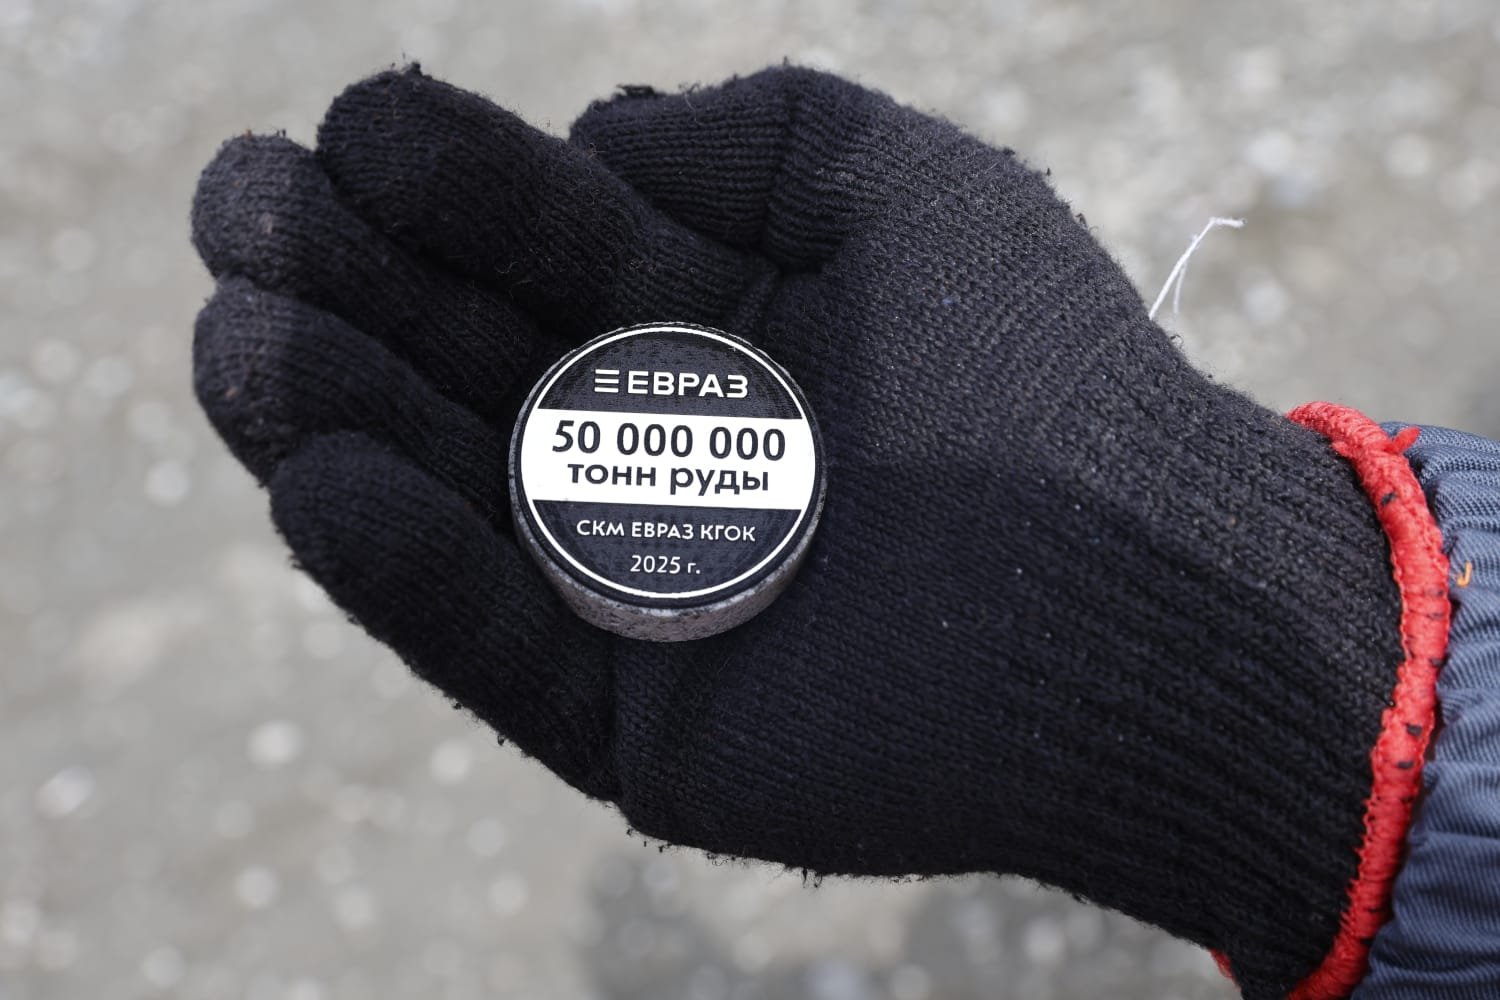 ЕВРАЗ
50 000 000
тонн руды
СКМ ЕВРАЗ КГОК
2025 г.